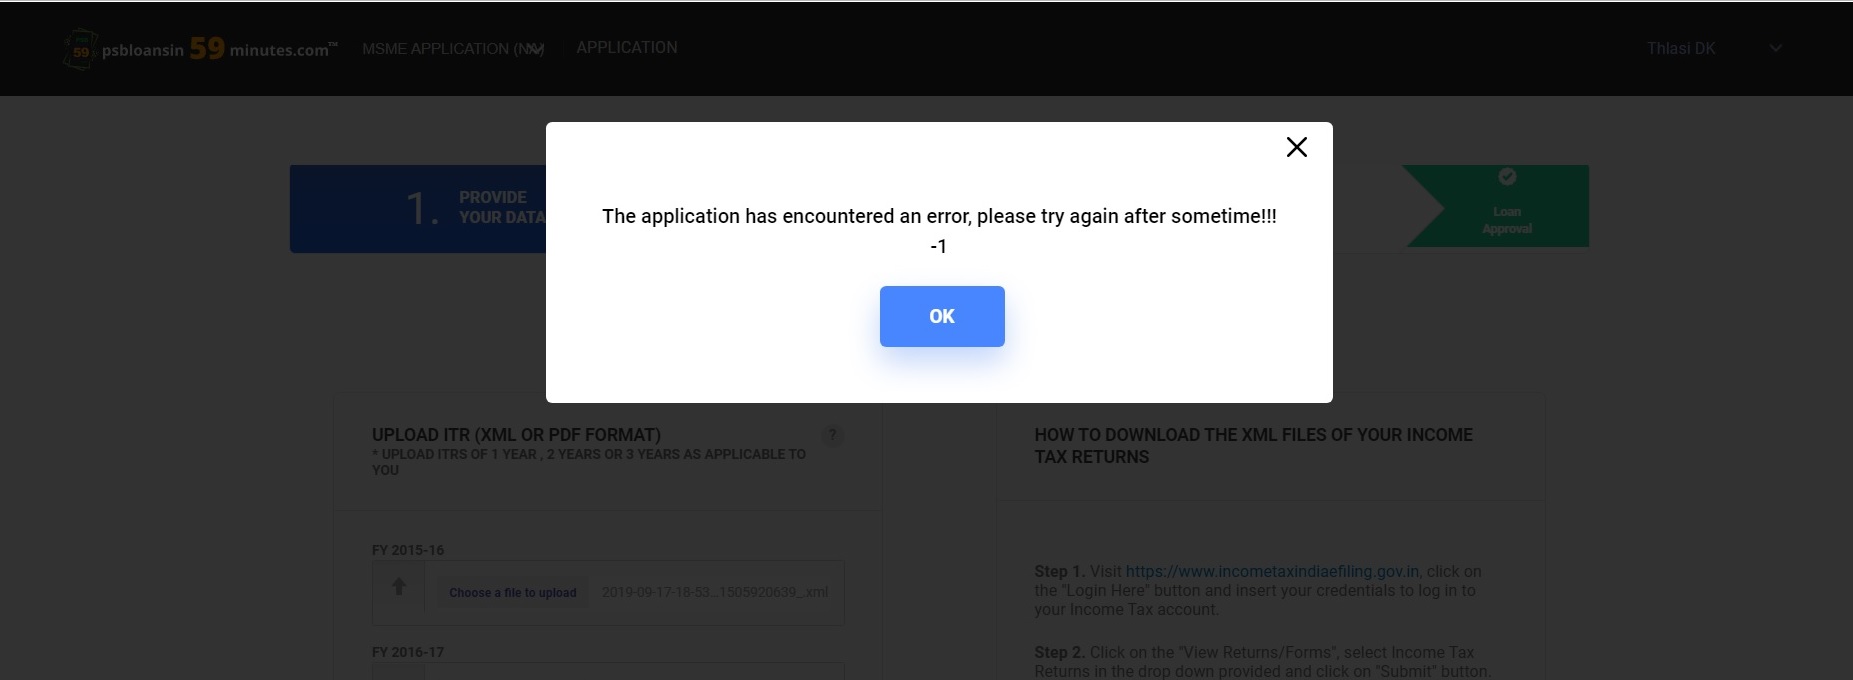 psbloansin 59 minutes.com™ MSME APPLICATION APPLICATION Thlasi DK
The application has encountered an error, please try again after sometime!!!
-1
OK
1. PROVIDE
YOUR DATA
Loan
Approval
UPLOAD ITR (XML OR PDF FORMAT) ?
* UPLOAD ITRS OF 1 YEAR , 2 YEARS OR 3 YEARS AS APPLICABLE TO
YOU
FY 2015-16
Choose a file to upload 2019-09-17-18-53...1505920639_.xml
FY 2016-17
HOW TO DOWNLOAD THE XML FILES OF YOUR INCOME
TAX RETURNS
Step 1. Visit https://www.incometaxindiaefiling.gov.in, click on
the "Login Here" button and insert your credentials to log in to
your Income Tax account.
Step 2. Click on the "View Returns/Forms", select Income Tax
Returns in the drop down provided and click on "Submit" button.